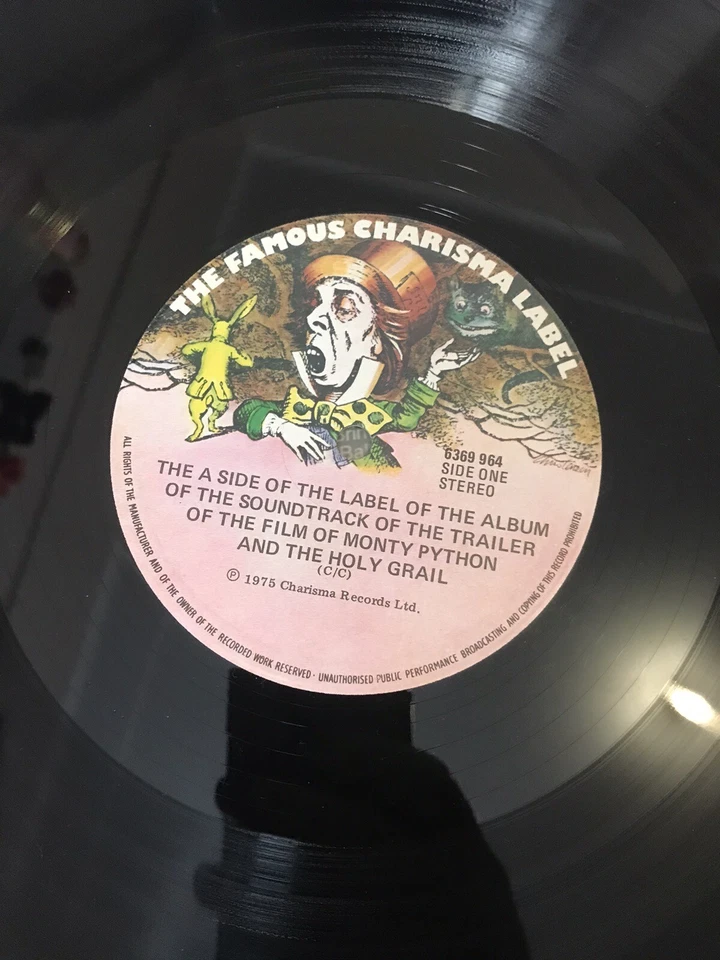 THE FAMOUS CHARISMA LABEL
6369 964
SIDE ONE
STEREO
THE A SIDE OF THE LABEL OF THE ALBUM
OF THE SOUNDTRACK OF THE TRAILER
OF THE FILM OF MONTY PYTHON
AND THE HOLY GRAIL
(C/C)
℗ 1975 Charisma Records Ltd.
ALL RIGHTS OF THE MANUFACTURER AND OF THE OWNER OF THE RECORDED WORK RESERVED · UNAUTHORISED PUBLIC PERFORMANCE BROADCASTING AND COPYING OF THIS RECORD PROHIBITED